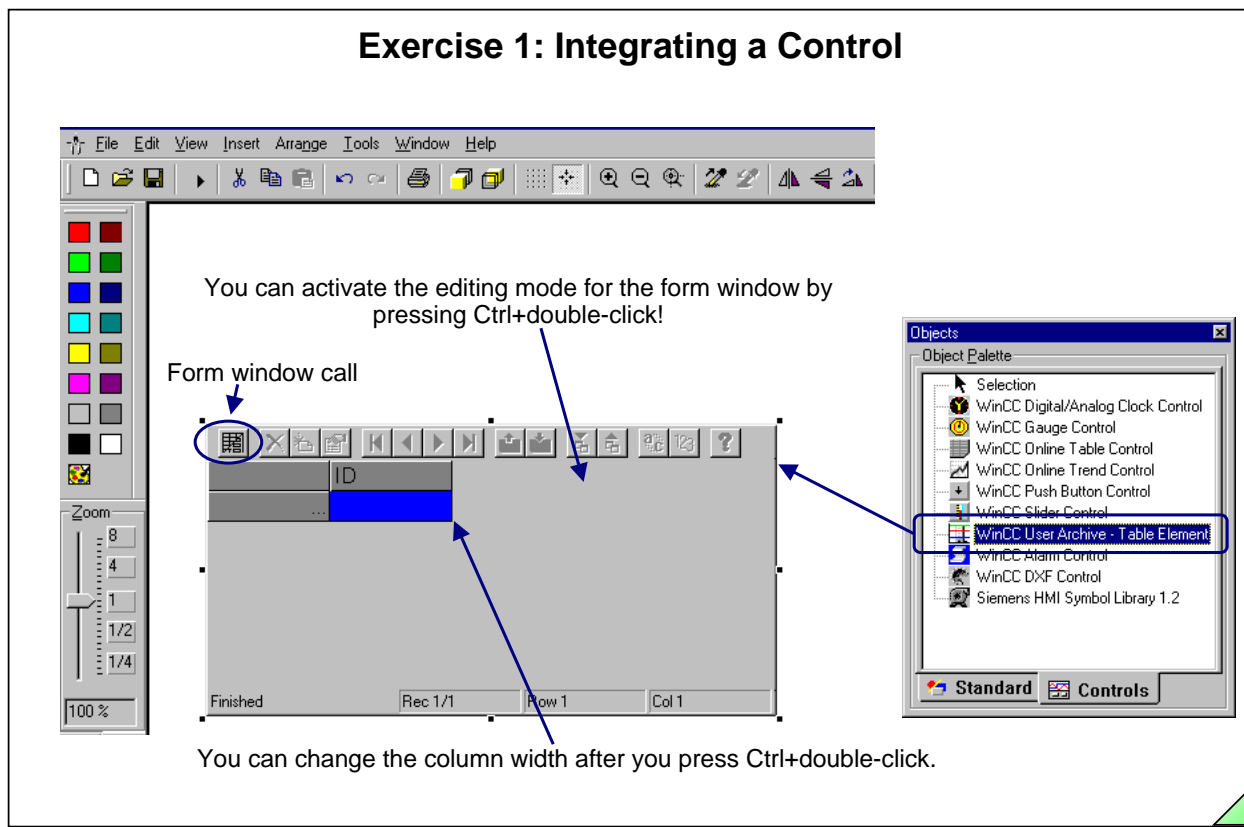 Exercise 1: Integrating a Control
File Edit View Insert Arrange Tools Window Help
You can activate the editing mode for the form window by
pressing Ctrl+double-click!
Form window call
ID
...
Finished
Rec 1/1
Row 1
Col 1
Zoom
8
4
1
1/2
1/4
100 %
You can change the column width after you press Ctrl+double-click.
Objects
Object Palette
Selection
WinCC Digital/Analog Clock Control
WinCC Gauge Control
WinCC Online Table Control
WinCC Online Trend Control
WinCC Push Button Control
WinCC Slider Control
WinCC User Archive - Table Element
WinCC Alarm Control
WinCC DXF Control
Siemens HMI Symbol Library 1.2
Standard
Controls